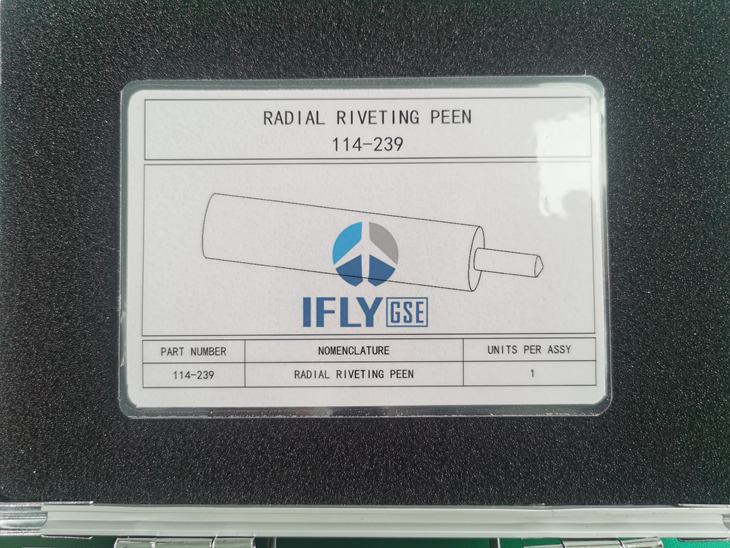 RADIAL RIVETING PEEN
114-239
IFLY GSE
PART NUMBER NOMENCLATURE UNITS PER ASSY
114-239 RADIAL RIVETING PEEN 1